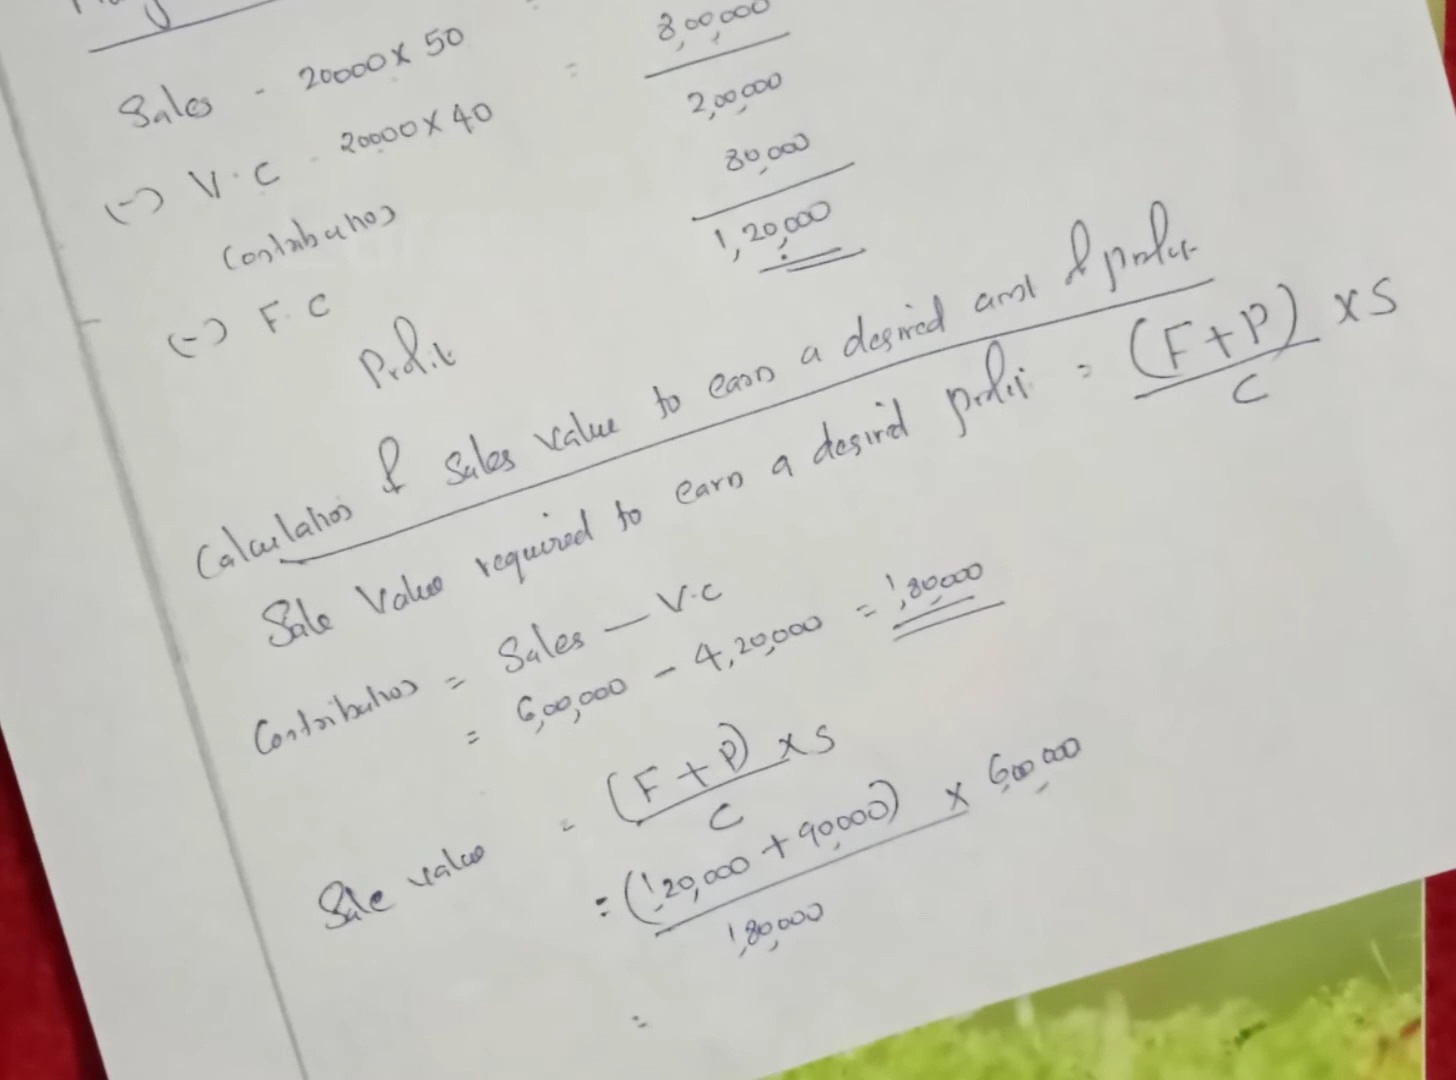 Sales - 20000 X 50
8,00,000
(-) V.C - 20000 X 40 =
2,00,000
Contribution
80,000
(-) F.C
1,20,000
Profit
Calculation of Sales value to earn a desired amt of profit
Sale Value required to earn a desired profit = (F+P) X S
C
Contribution = Sales — V.C
= 6,00,000 - 4,20,000 = 1,80,000
Sale value = (F+P) X S
C
= (1,20,000 + 90,000) X 6,00,000
1,80,000
=